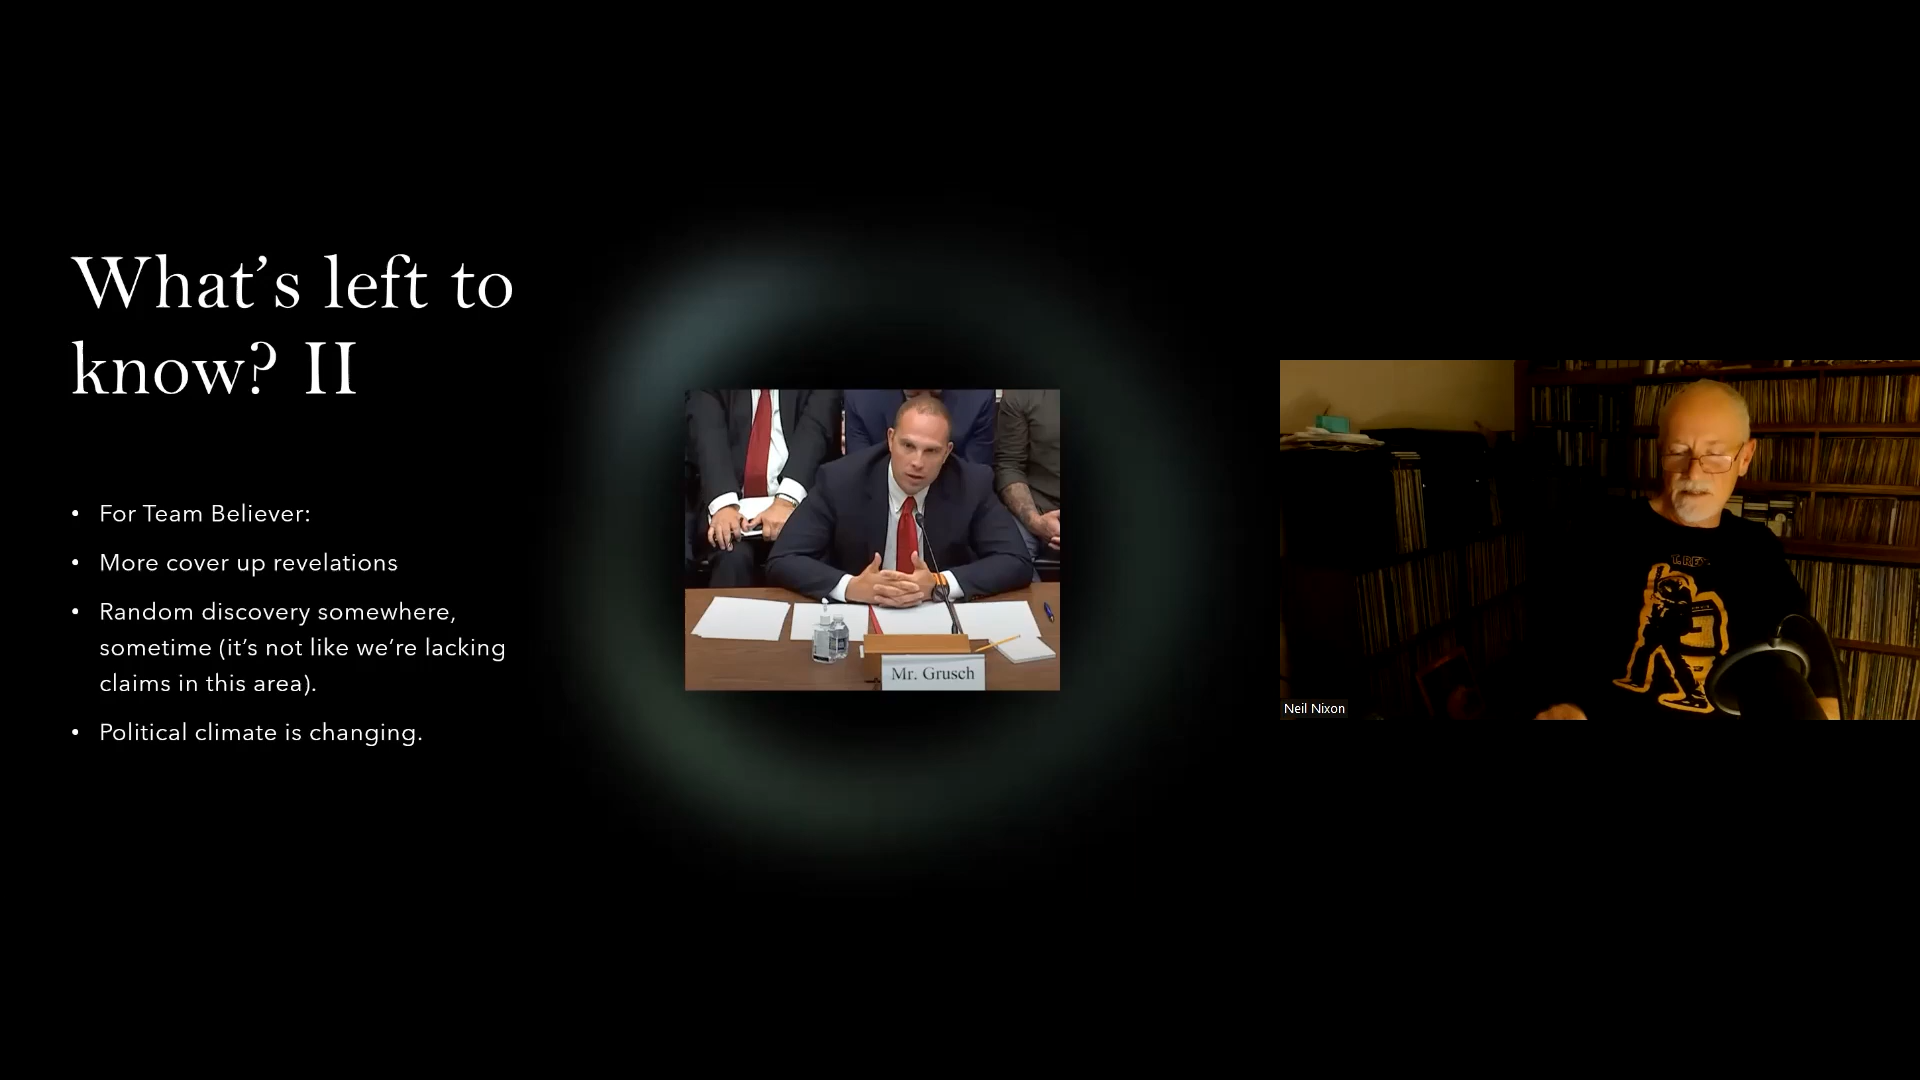 What’s left to
know? II
• For Team Believer:
• More cover up revelations
• Random discovery somewhere,
sometime (it’s not like we’re lacking
claims in this area).
• Political climate is changing.
Mr. Grusch
T. REX
Neil Nixon